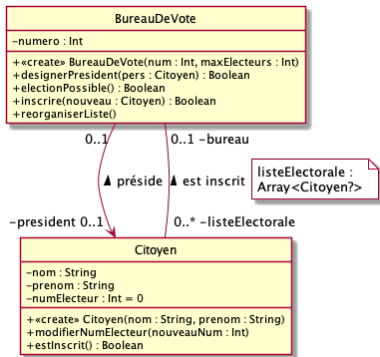 BureauDeVote
-numero : Int
+«create» BureauDeVote(num : Int, maxElecteurs : Int)
+designerPresident(pers : Citoyen) : Boolean
+electionPossible() : Boolean
+inscrire(nouveau : Citoyen) : Boolean
+reorganiserListe()
0..1
0..1 -bureau
préside
est inscrit
listeElectorale :
Array<Citoyen?>
-president 0..1
0..* -listeElectorale
Citoyen
-nom : String
-prenom : String
-numElecteur : Int = 0
+«create» Citoyen(nom : String, prenom : String)
+modifierNumElecteur(nouveauNum : Int)
+estInscrit() : Boolean